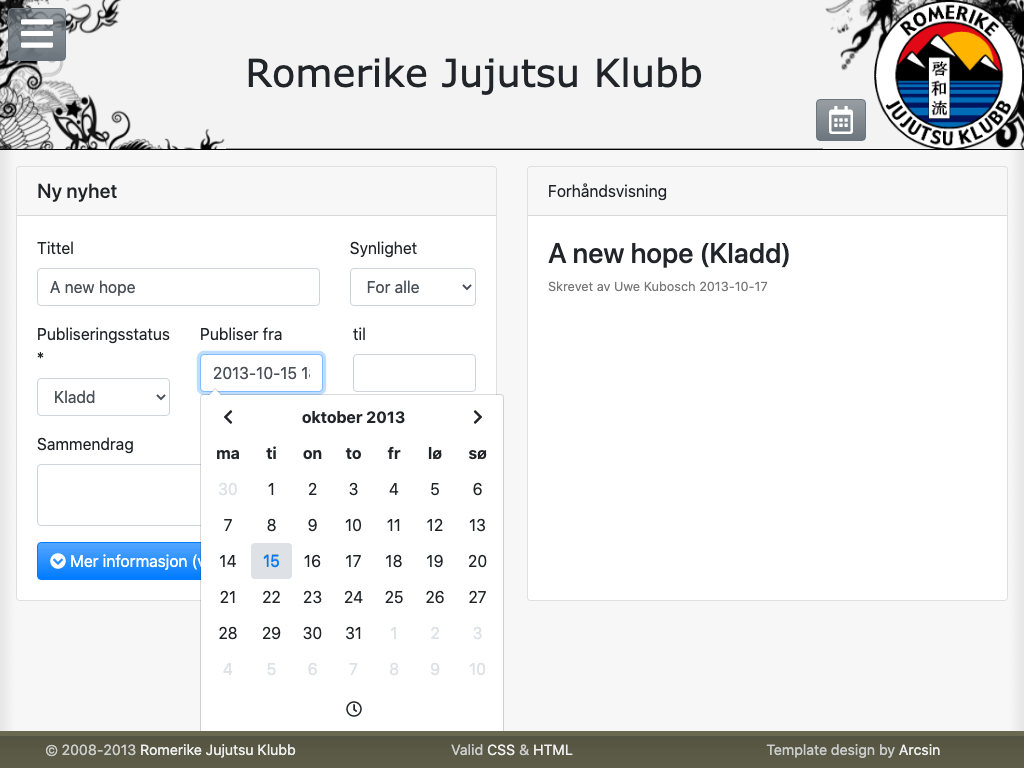 Romerike Jujutsu Klubb
ROMERIKE
啓和流
JUJUTSU KLUBB
Ny nyhet
Tittel
Synlighet
A new hope
For alle
Publiseringsstatus
*
Publiser fra
til
2013-10-15 1
Kladd
oktober 2013
ma ti on to fr lø sø
30 1 2 3 4 5 6
7 8 9 10 11 12 13
14 15 16 17 18 19 20
21 22 23 24 25 26 27
28 29 30 31 1 2 3
4 5 6 7 8 9 10
Sammendrag
Mer informasjon (
Forhåndsvisning
A new hope (Kladd)
Skrevet av Uwe Kubosch 2013-10-17
© 2008-2013 Romerike Jujutsu Klubb
Valid CSS & HTML
Template design by Arcsin